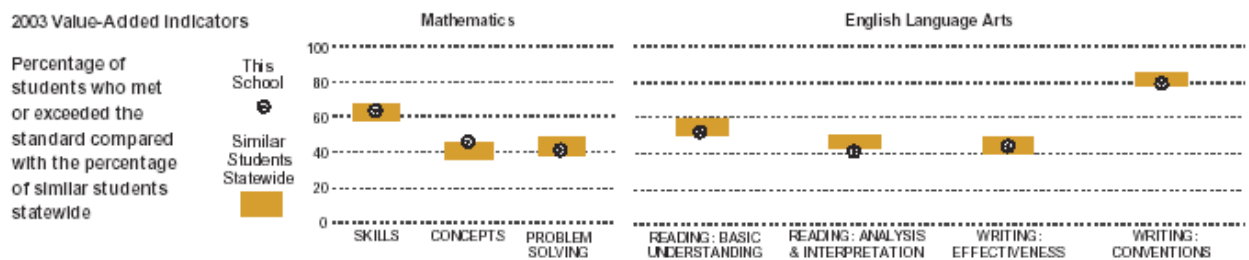 2003 Value-Added Indicators
Percentage of
students who met
or exceeded the
standard compared
with the percentage
of similar students
statewide
This
School
Similar
Students
Statewide
Mathematics
100
80
60
40
20
0
SKILLS
CONCEPTS
PROBLEM
SOLVING
English Language Arts
READING: BASIC
UNDERSTANDING
READING: ANALYSIS
& INTERPRETATION
WRITING:
EFFECTIVENESS
WRITING:
CONVENTIONS